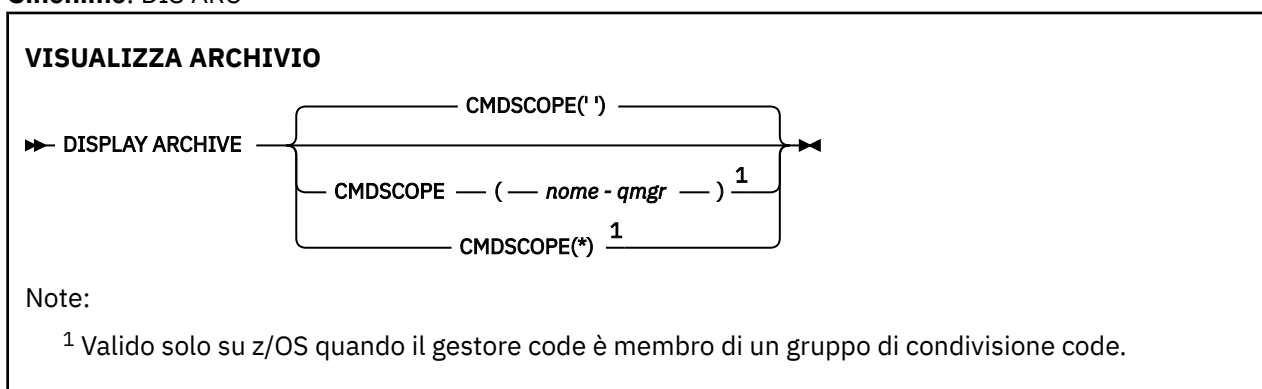 Sinonimo: DIS ARC
VISUALIZZA ARCHIVIO
CMDSCOPE(' ')
DISPLAY ARCHIVE
CMDSCOPE ( nome - qmgr ) 1
CMDSCOPE(*) 1
Note:
1 Valido solo su z/OS quando il gestore code è membro di un gruppo di condivisione code.